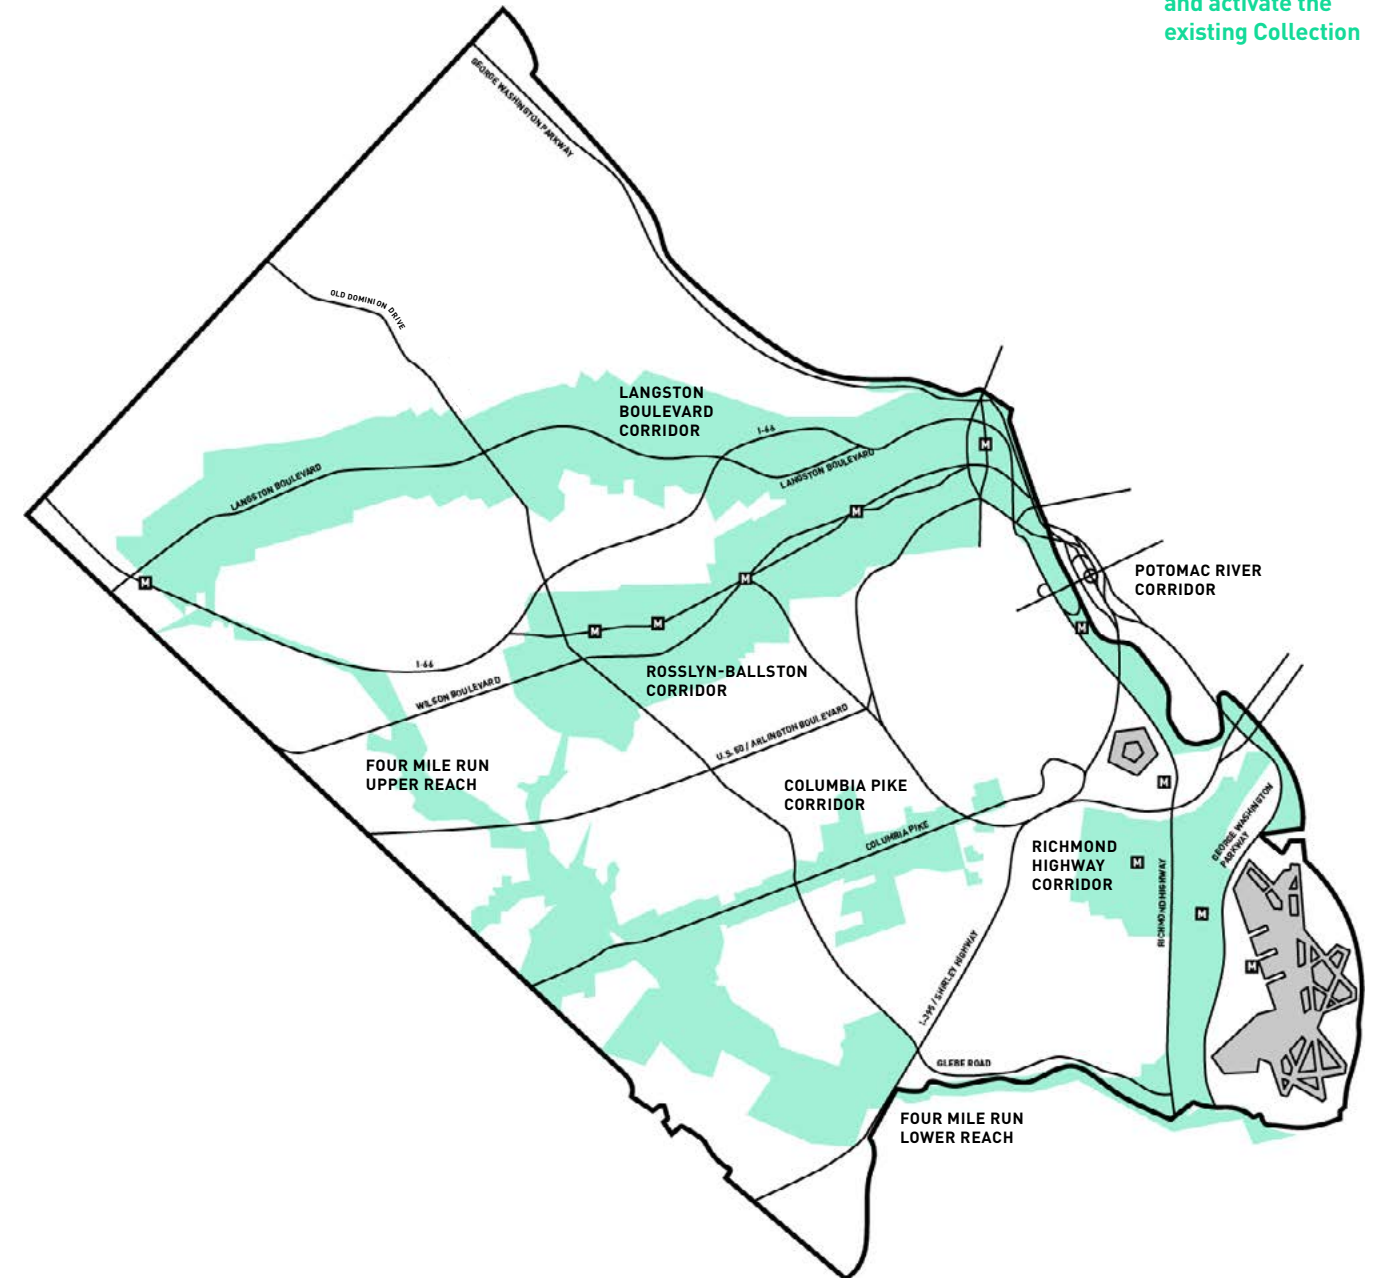 and activate the
existing Collection
GEORGE WASHINGTON PARKWAY
OLD DOMINION DRIVE
LANGSTON
BOULEVARD
CORRIDOR
I-66
LANGSTON BOULEVARD
LANGSTON BOULEVARD
M
M
M
M
M
M
POTOMAC RIVER
CORRIDOR
M
I-66
ROSSLYN-BALLSTON
CORRIDOR
WILSON BOULEVARD
U.S. 50 / ARLINGTON BOULEVARD
FOUR MILE RUN
UPPER REACH
COLUMBIA PIKE
CORRIDOR
M
GEORGE WASHINGTON
PARKWAY
COLUMBIA PIKE
RICHMOND
HIGHWAY
CORRIDOR
M
RICHMOND HIGHWAY
M
M
I-395 / SHIRLEY HIGHWAY
GLEBE ROAD
FOUR MILE RUN
LOWER REACH